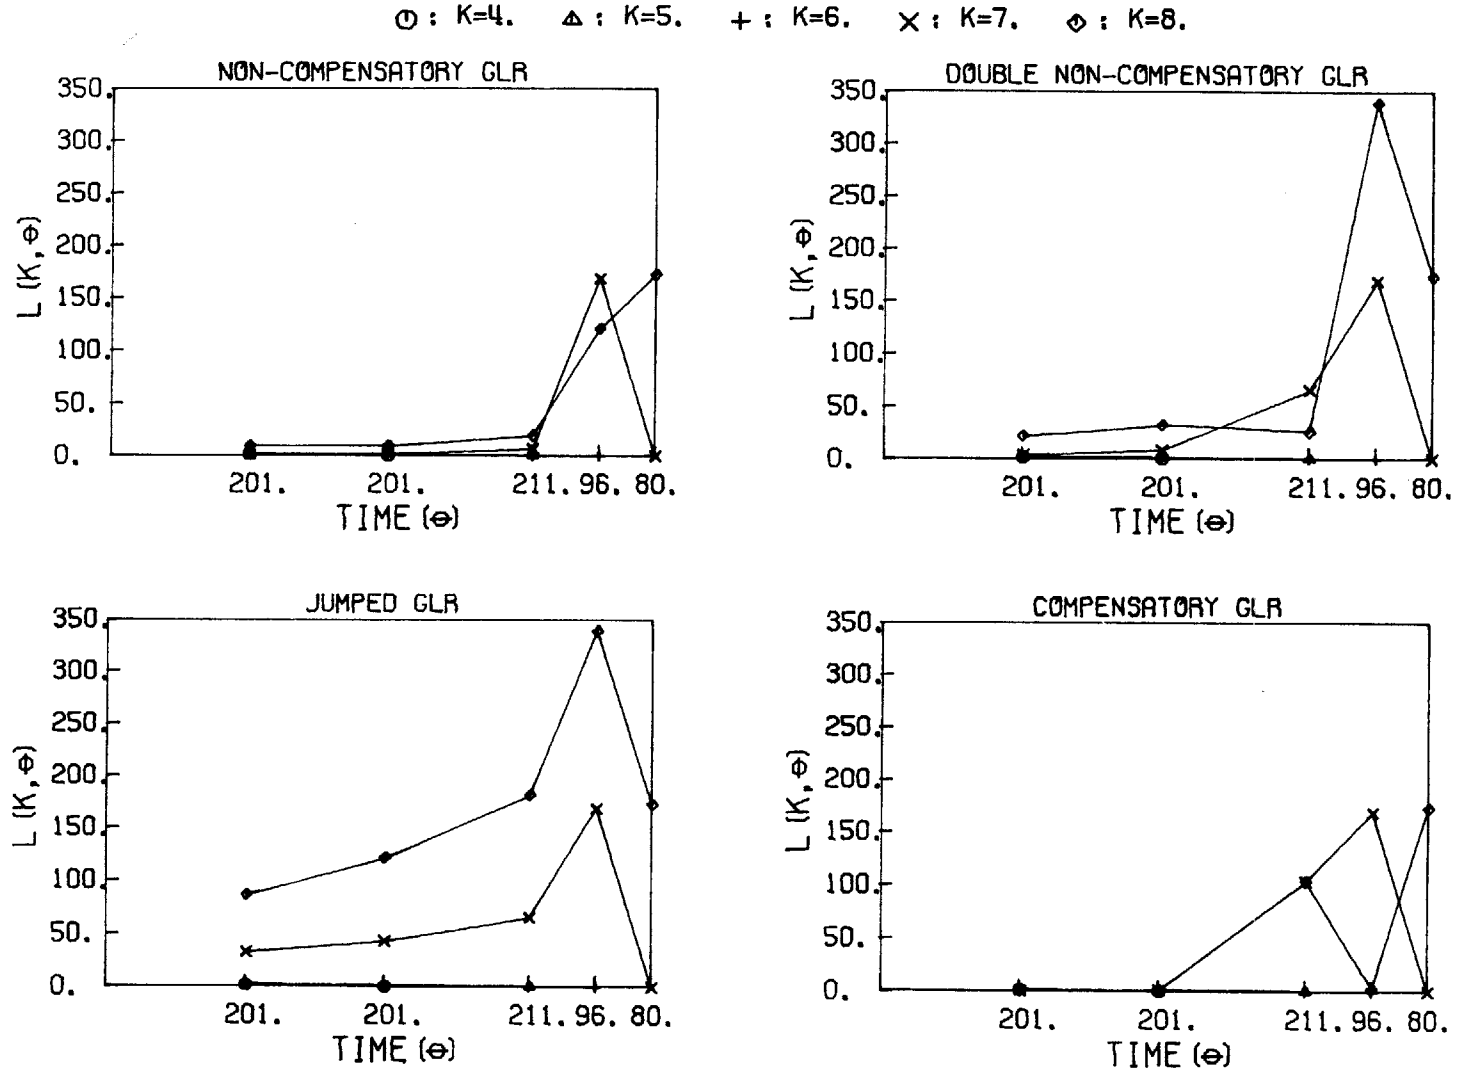 ⏼ : K=4. △ : K=5. + : K=6. × : K=7. ◇ : K=8.
NON-COMPENSATORY GLR
350.
300.
250.
200.
150.
100.
50.
0.
L (K,Θ)
201. 201. 211. 96. 80.
TIME (Θ)
DOUBLE NON-COMPENSATORY GLR
350.
300.
250.
200.
150.
100.
50.
0.
L (K,Θ)
201. 201. 211. 96. 80.
TIME (Θ)
JUMPED GLR
350.
300.
250.
200.
150.
100.
50.
0.
L (K,Θ)
201. 201. 211. 96. 80.
TIME (Θ)
COMPENSATORY GLR
350.
300.
250.
200.
150.
100.
50.
0.
L (K,Θ)
201. 201. 211. 96. 80.
TIME (Θ)